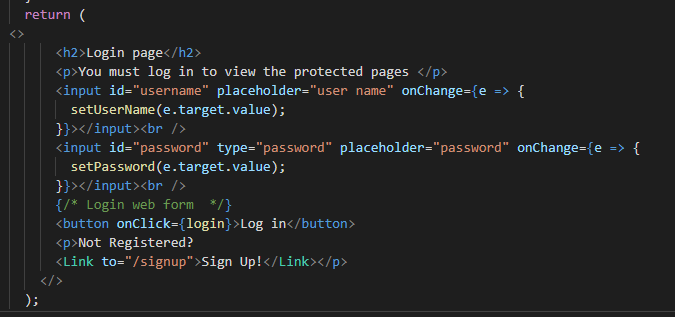 return (
<>
<h2>Login page</h2>
<p>You must log in to view the protected pages </p>
<input id="username" placeholder="user name" onChange={e => {
setUserName(e.target.value);
}}></input><br />
<input id="password" type="password" placeholder="password" onChange={e => {
setPassword(e.target.value);
}}></input><br />
{/* Login web form  */}
<button onClick={login}>Log in</button>
<p>Not Registered?
<Link to="/signup">Sign Up!</Link></p>
</>
);